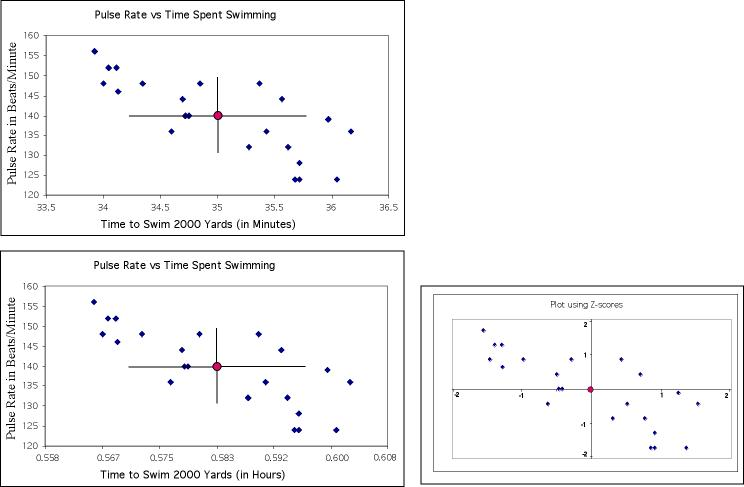 Pulse Rate vs Time Spent Swimming
160
155
150
145
140
135
130
125
120
Pulse Rate in Beats/Minute
33.5 34 34.5 35 35.5 36 36.5
Time to Swim 2000 Yards (in Minutes)
Pulse Rate vs Time Spent Swimming
160
155
150
145
140
135
130
125
120
Pulse Rate in Beats/Minute
0.558 0.567 0.575 0.583 0.592 0.600 0.608
Time to Swim 2000 Yards (in Hours)
Plot using Z-scores
2
1
-2 -1 1 2
-1
-2